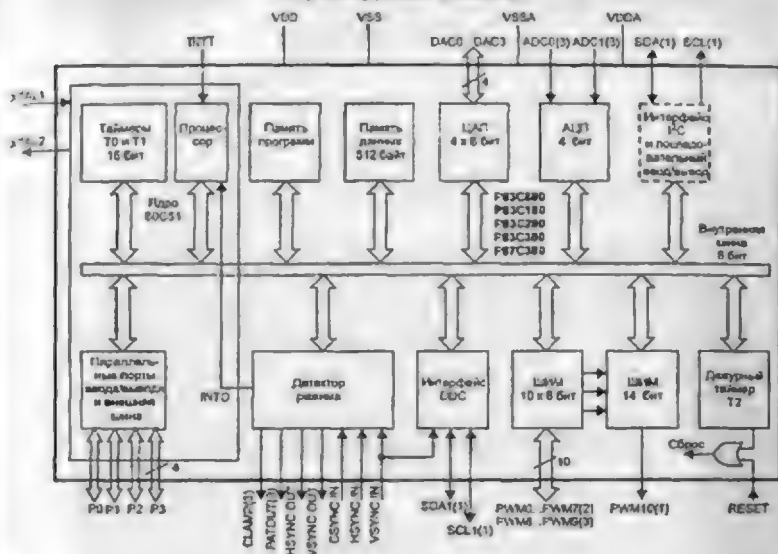 INT1
VDD
VSS
VSSA
VDDA
DAC0 DAC3
ADC0(3)
ADC1(3)
SDA(1)
SCL(1)
4
Таймеры
T0 и T1
16 бит
Процес-
сор
Память
программ
Память
данных
512 байт
ЦАП
4 x 8 бит
АЦП
4 бит
Интерфейс
I²C
и последо-
вательный
ввод/вывод
Ядро
80C51
P83C880
P83C180
P83C280
P83C380
P87C380
Внутренняя
шина
8 бит
Параллель-
ные порты
ввода/вывода
и внешняя
шина
INTO
Детектор
режима
Интерфейс
DDC
ШИМ
10 x 8 бит
ШИМ
14 бит
Дежурный
таймер
T2
Сброс
4
10
P0
P1
P2
P3
CLAMP(3)
PATOUT(3)
HSYNC OUT
VSYNC OUT
CSYNC IN
HSYNC IN
VSYNC IN
SDA1(1)
SCL1(1)
PWM0...PWM7[2]
PWM8...PWM9(3)
PWM10(1)
RESET